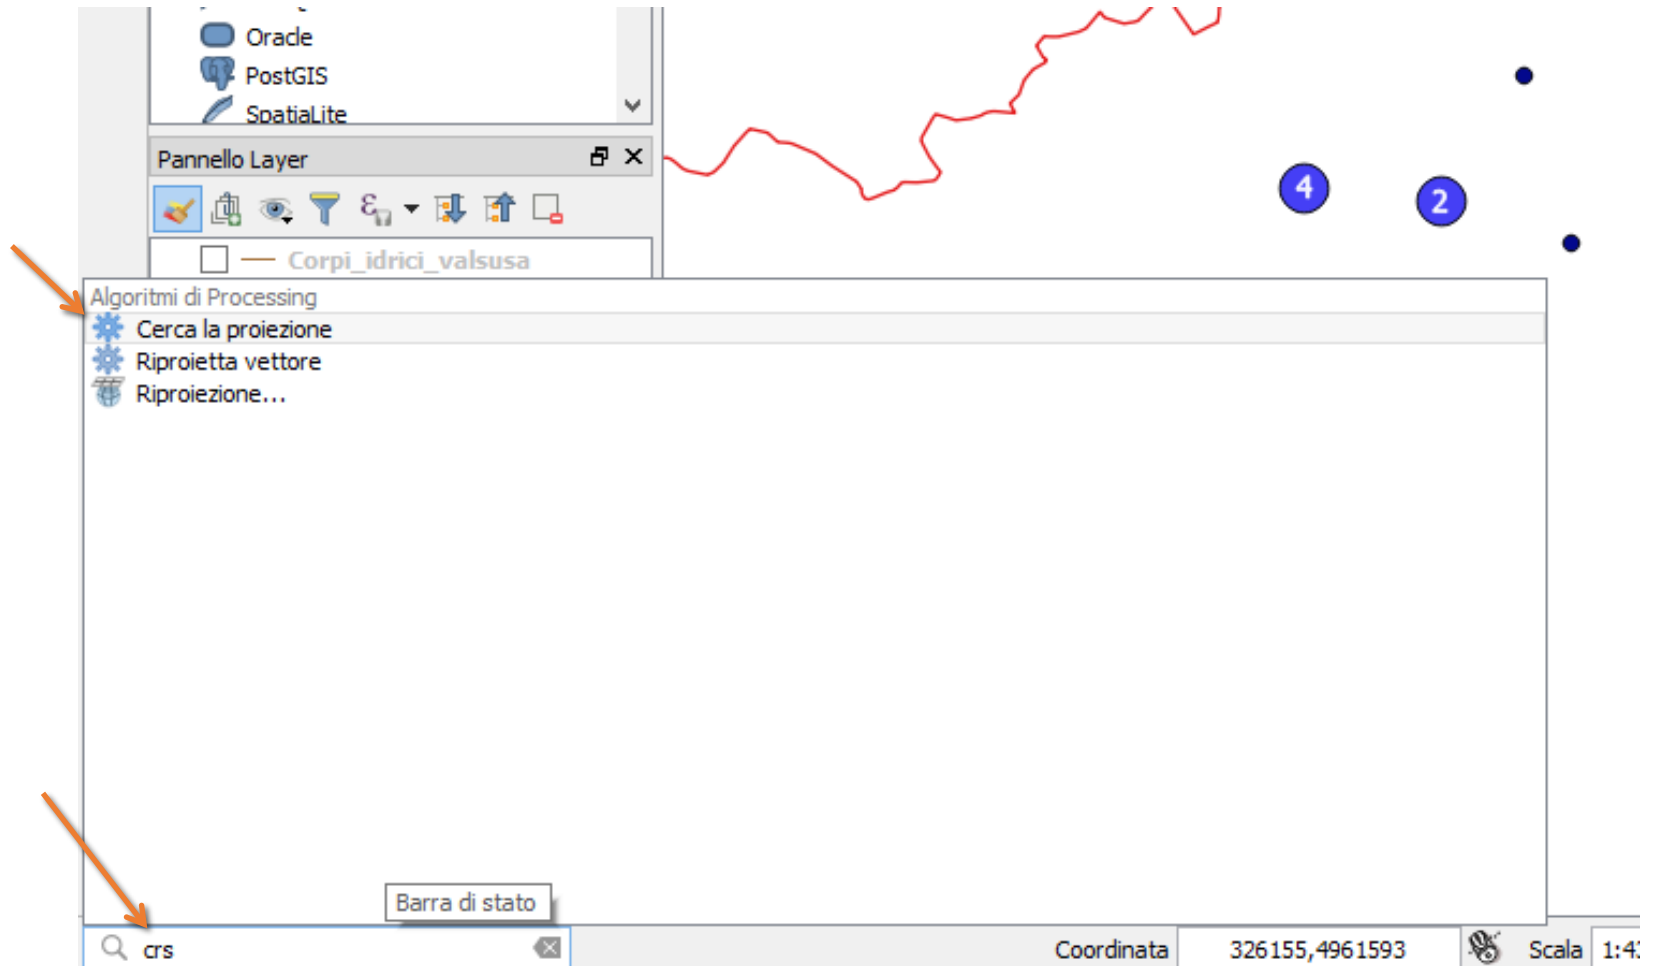 Oracle
PostGIS
SpatiaLite
Pannello Layer
ε
Corpi_idrici_valsusa
4
2
Algoritmi di Processing
Cerca la proiezione
Riproietta vettore
Riproiezione...
Barra di stato
crs
Coordinata
326155,4961593
Scala